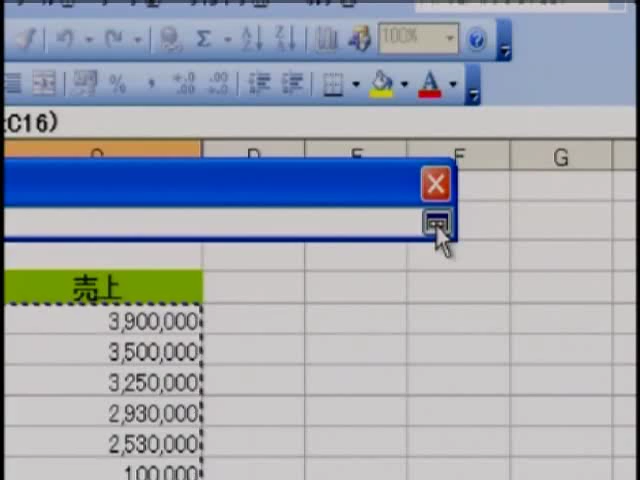 Σ A Z Z A 100% ?
% , A
:C16)
C D E F G
売上
3,900,000
3,500,000
3,250,000
2,930,000
2,530,000
100,000